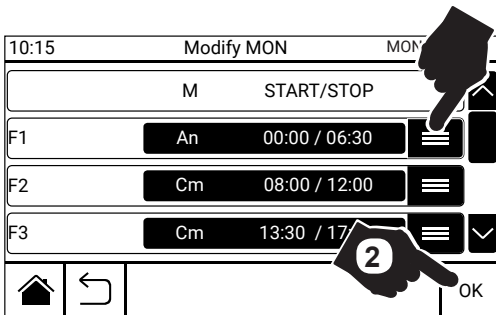 10:15 Modify MON MON
M START/STOP
F1 An 00:00 / 06:30
F2 Cm 08:00 / 12:00
F3 Cm 13:30 /
2
OK